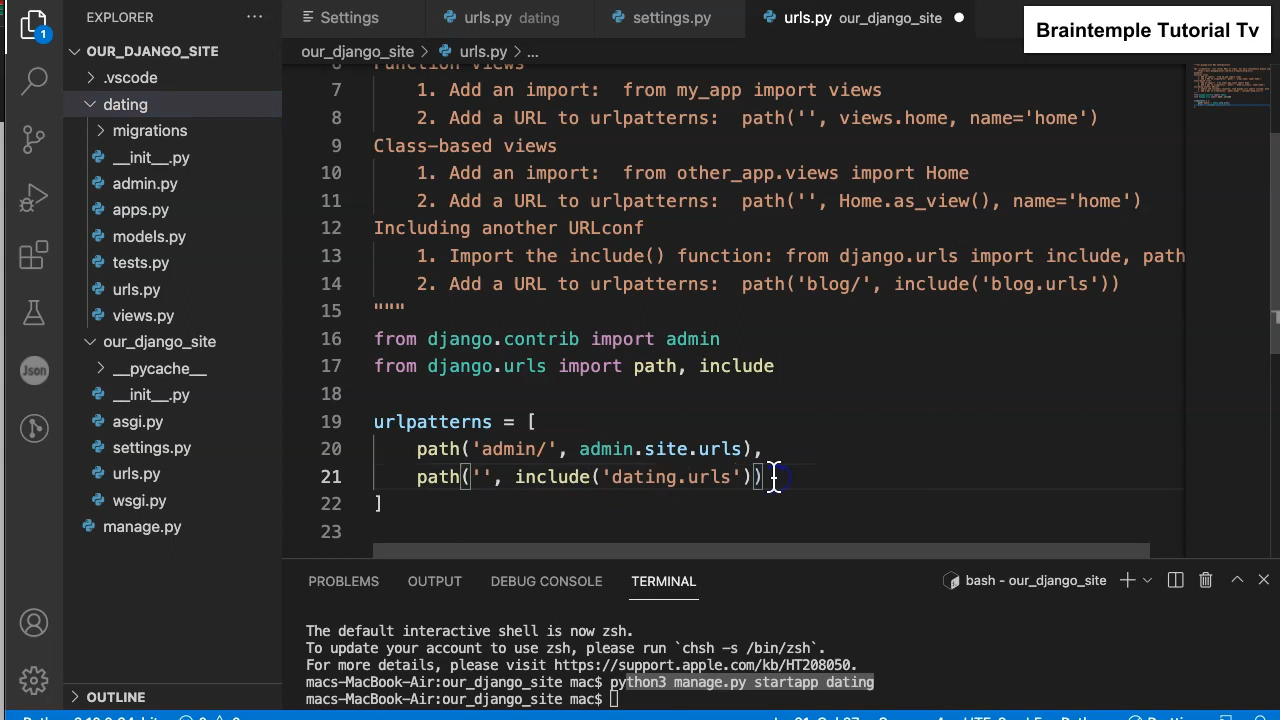 1
EXPLORER
Settings
urls.py dating
settings.py
urls.py our_django_site
Braintemple Tutorial Tv
OUR_DJANGO_SITE
our_django_site > urls.py > ...
.vscode
dating
migrations
__init__.py
admin.py
apps.py
models.py
tests.py
urls.py
views.py
our_django_site
__pycache__
__init__.py
asgi.py
settings.py
urls.py
wsgi.py
manage.py
Json
OUTLINE
6 Function views
7 1. Add an import:  from my_app import views
8 2. Add a URL to urlpatterns:  path('', views.home, name='home')
9 Class-based views
10 1. Add an import:  from other_app.views import Home
11 2. Add a URL to urlpatterns:  path('', Home.as_view(), name='home')
12 Including another URLconf
13 1. Import the include() function: from django.urls import include, path
14 2. Add a URL to urlpatterns:  path('blog/', include('blog.urls'))
15 """
16 from django.contrib import admin
17 from django.urls import path, include
18
19 urlpatterns = [
20 path('admin/', admin.site.urls),
21 path('', include('dating.urls'))
22 ]
23
PROBLEMS OUTPUT DEBUG CONSOLE TERMINAL
bash - our_django_site
The default interactive shell is now zsh.
To update your account to use zsh, please run `chsh -s /bin/zsh`.
For more details, please visit https://support.apple.com/kb/HT208050.
macs-MacBook-Air:our_django_site mac$ python3 manage.py startapp dating
macs-MacBook-Air:our_django_site mac$